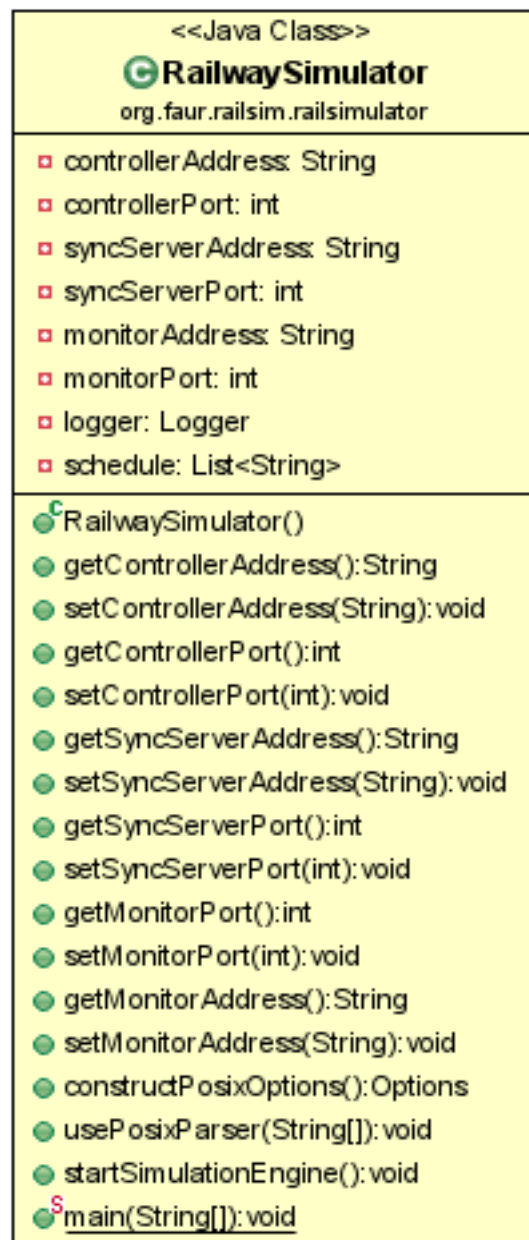 <<Java Class>>
C RailwaySimulator
org.faur.railsim.railsimulator
controllerAddress: String
controllerPort: int
syncServerAddress: String
syncServerPort: int
monitorAddress: String
monitorPort: int
logger: Logger
schedule: List<String>
C RailwaySimulator()
getControllerAddress():String
setControllerAddress(String):void
getControllerPort():int
setControllerPort(int):void
getSyncServerAddress():String
setSyncServerAddress(String):void
getSyncServerPort():int
setSyncServerPort(int):void
getMonitorPort():int
setMonitorPort(int):void
getMonitorAddress():String
setMonitorAddress(String):void
constructPosixOptions():Options
usePosixParser(String[]):void
startSimulationEngine():void
S main(String[]):void